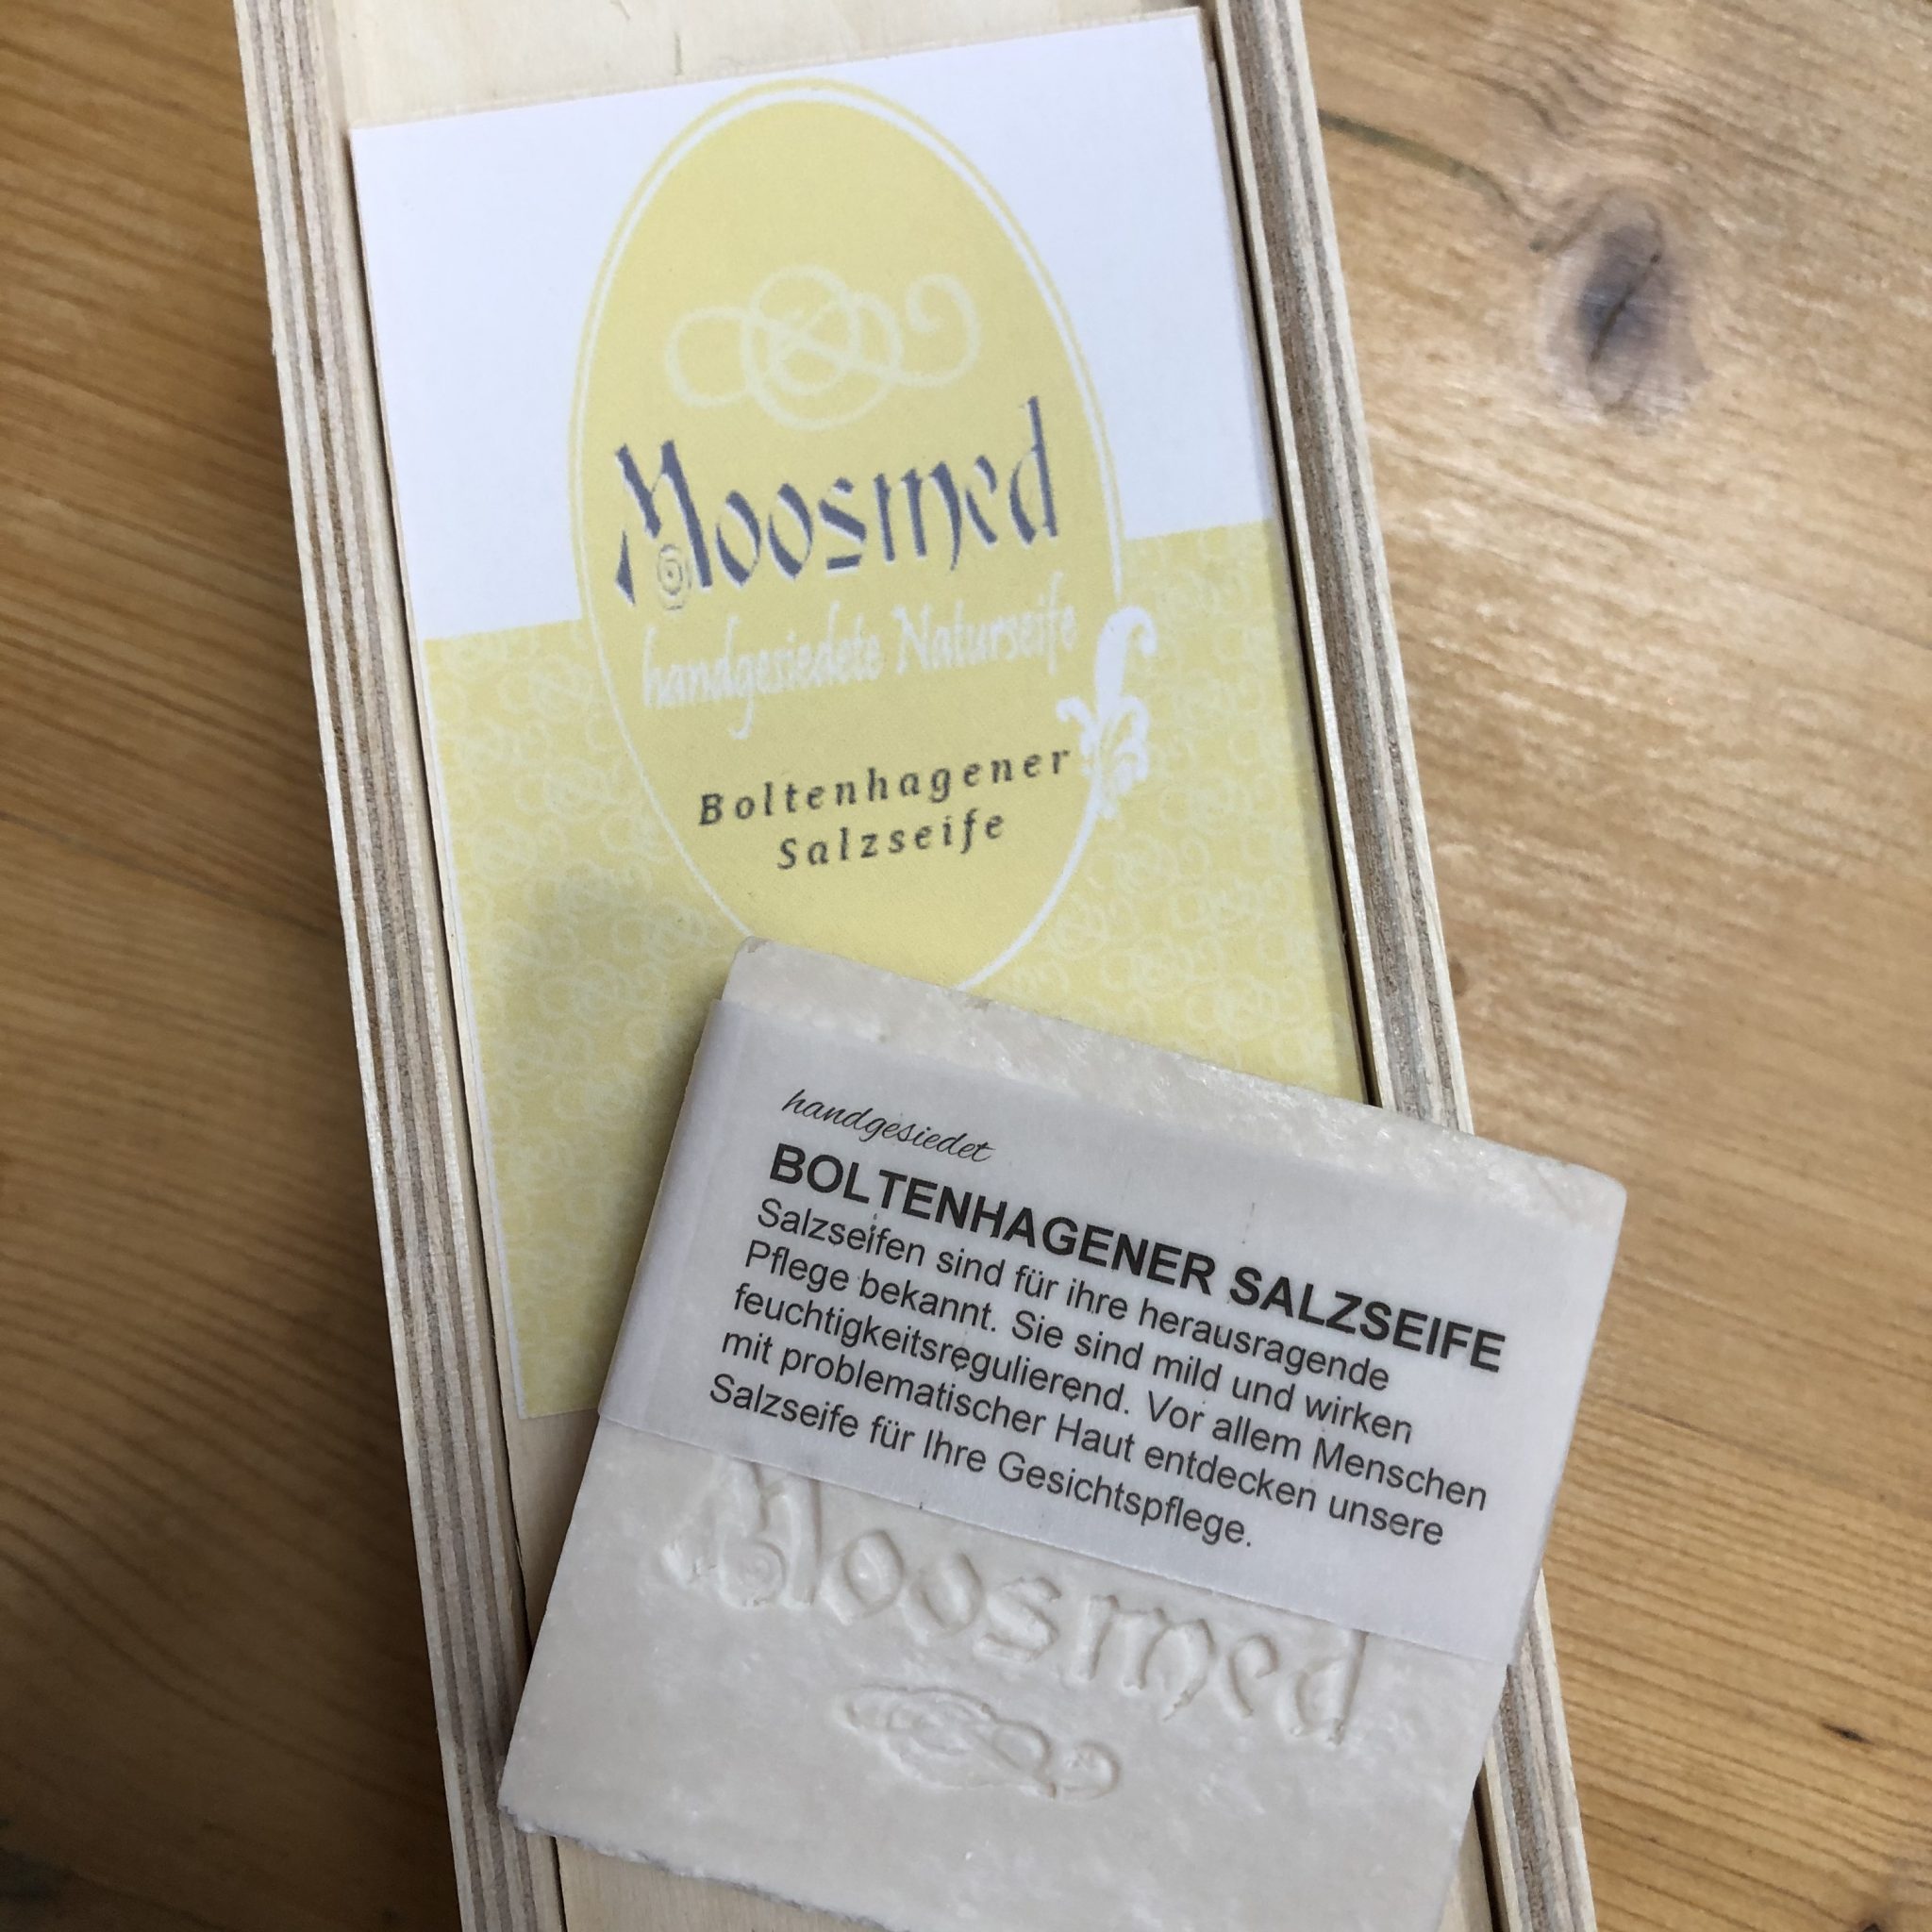 Moosmed
handgesiedete Naturseife
Boltenhagener
Salzseife
handgesiedet
BOLTENHAGENER SALZSEIFE
Salzseifen sind für ihre herausragende
Pflege bekannt. Sie sind mild und wirken
feuchtigkeitsregulierend. Vor allem Menschen
mit problematischer Haut entdecken unsere
Salzseife für Ihre Gesichtspflege.
Moosmed